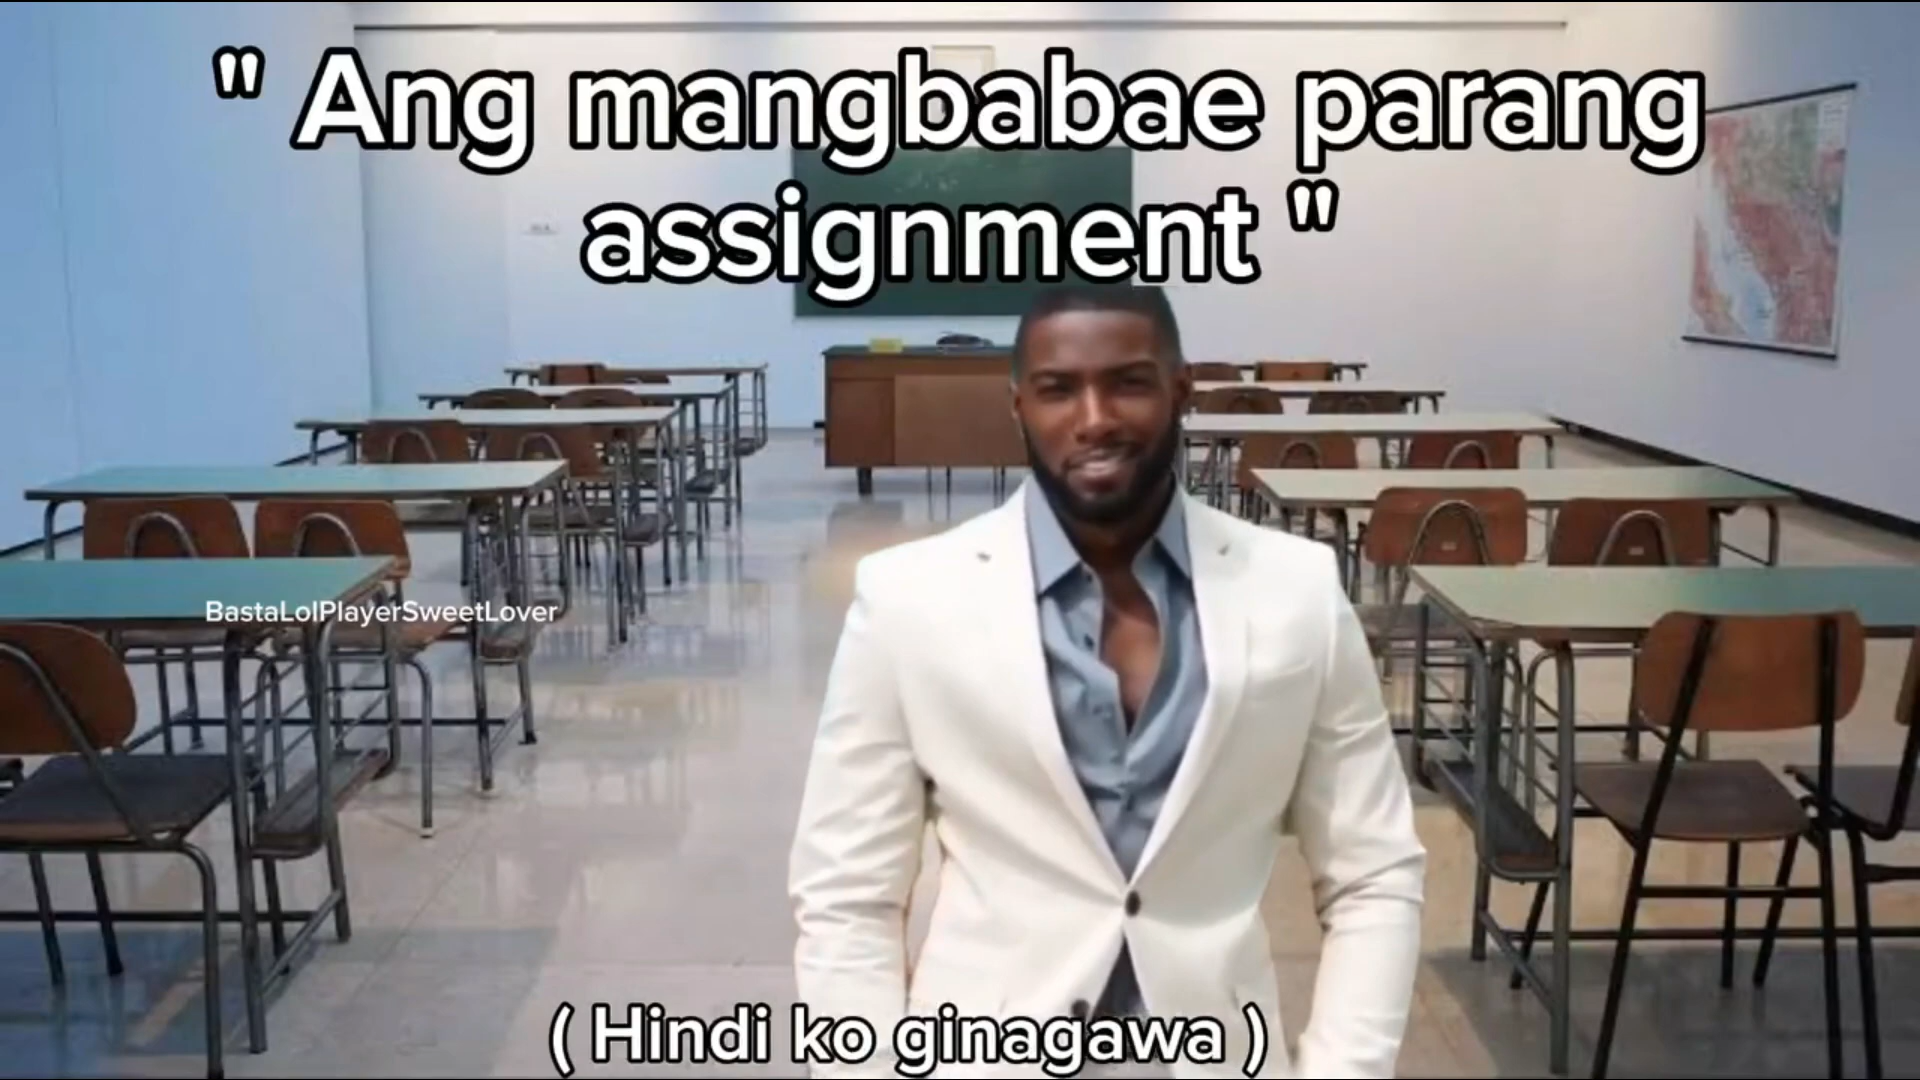 " Ang mangbabae parang
assignment "
BastaLolPlayerSweetLover
( Hindi ko ginagawa )